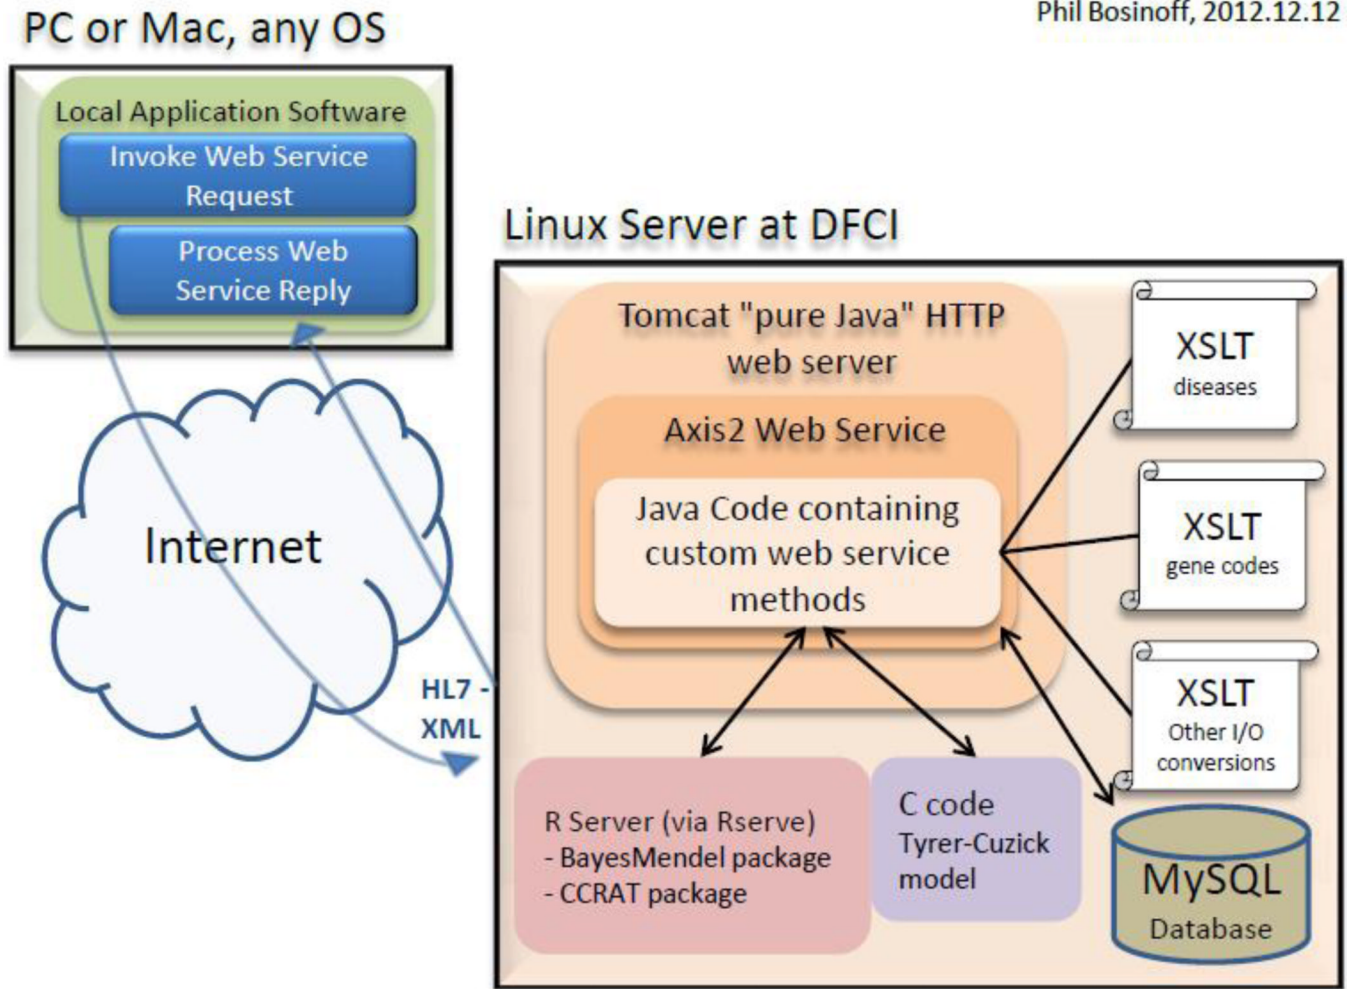 Phil Bosinoff, 2012.12.12
PC or Mac, any OS
Local Application Software
Invoke Web Service
Request
Process Web
Service Reply
Internet
HL7 -
XML
Linux Server at DFCI
Tomcat "pure Java" HTTP
web server
Axis2 Web Service
Java Code containing
custom web service
methods
XSLT
diseases
XSLT
gene codes
XSLT
Other I/O
conversions
R Server (via Rserve)
- BayesMendel package
- CCRAT package
C code
Tyrer-Cuzick
model
MySQL
Database